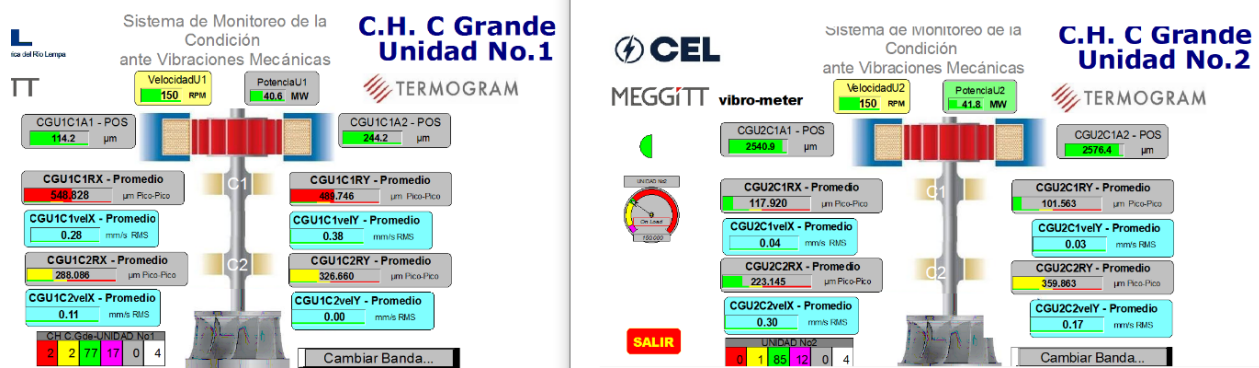 Sistema de Monitoreo de la
Condición
ante Vibraciones Mecánicas
C.H. C Grande
Unidad No.1
L
rica del Río Lempa
TT
VelocidadU1
150 RPM
PotenciaU1
40.6 MW
TERMOGRAM
CGU1C1A1 - POS
114.2 µm
CGU1C1A2 - POS
244.2 µm
CGU1C1RX - Promedio
548.828 µm Pico-Pico
C1
CGU1C1RY - Promedio
499.746 µm Pico-Pico
CGU1C1velX - Promedio
0.28 mm/s RMS
CGU1C1velY - Promedio
0.38 mm/s RMS
CGU1C2RX - Promedio
288.086 µm Pico-Pico
C2
CGU1C2RY - Promedio
326.660 µm Pico-Pico
CGU1C2velX - Promedio
0.11 mm/s RMS
CGU1C2velY - Promedio
0.00 mm/s RMS
CH C.Gde-UNIDAD No1
2 2 77 17 0 4
Cambiar Banda...
Sistema de Monitoreo de la
Condición
ante Vibraciones Mecánicas
C.H. C Grande
Unidad No.2
CEL
MEGGITT vibro-meter
VelocidadU2
150 RPM
PotenciaU2
41.8 MW
TERMOGRAM
CGU2C1A1 - POS
2540.9 µm
CGU2C1A2 - POS
2576.4 µm
UNIDAD No2
On Load
150.000
CGU2C1RX - Promedio
117.920 µm Pico-Pico
C1
CGU2C1RY - Promedio
101.563 µm Pico-Pico
CGU2C1velX - Promedio
0.04 mm/s RMS
CGU2C1velY - Promedio
0.03 mm/s RMS
CGU2C2RX - Promedio
223.145 µm Pico-Pico
C2
CGU2C2RY - Promedio
359.863 µm Pico-Pico
CGU2C2velX - Promedio
0.30 mm/s RMS
CGU2C2velY - Promedio
0.17 mm/s RMS
SALIR
UNIDAD No2
0 1 85 12 0 4
Cambiar Banda...